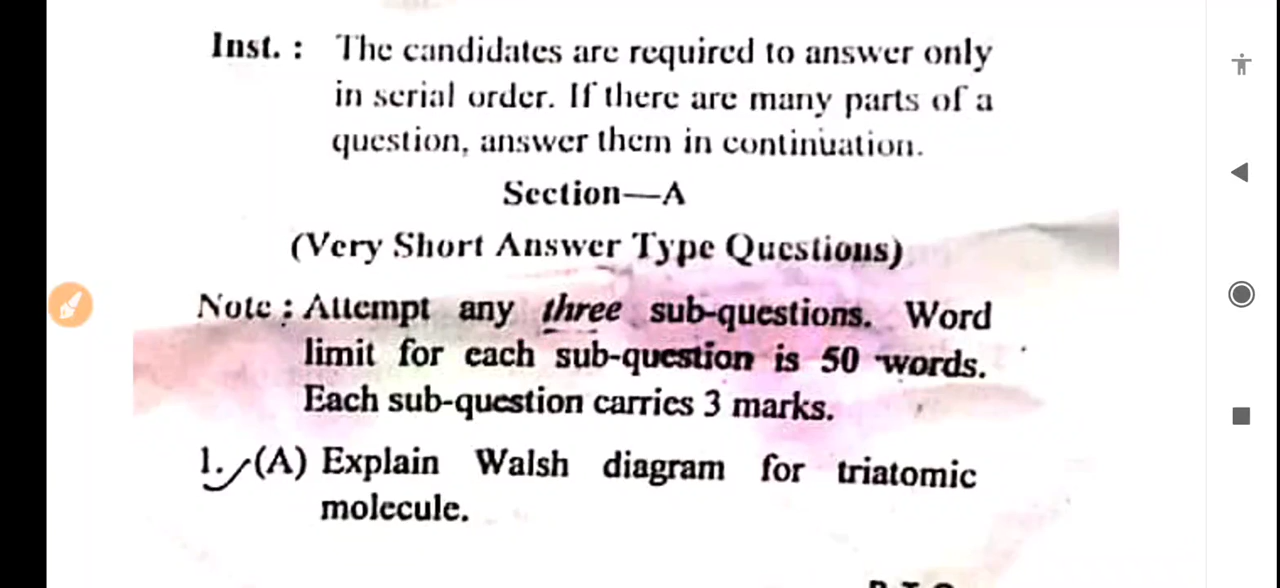 Inst. : The candidates are required to answer only
in serial order. If there are many parts of a
question, answer them in continuation.
Section—A
(Very Short Answer Type Questions)
Note : Attempt any three sub-questions. Word
limit for each sub-question is 50 words.
Each sub-question carries 3 marks.
1. (A) Explain Walsh diagram for triatomic
molecule.